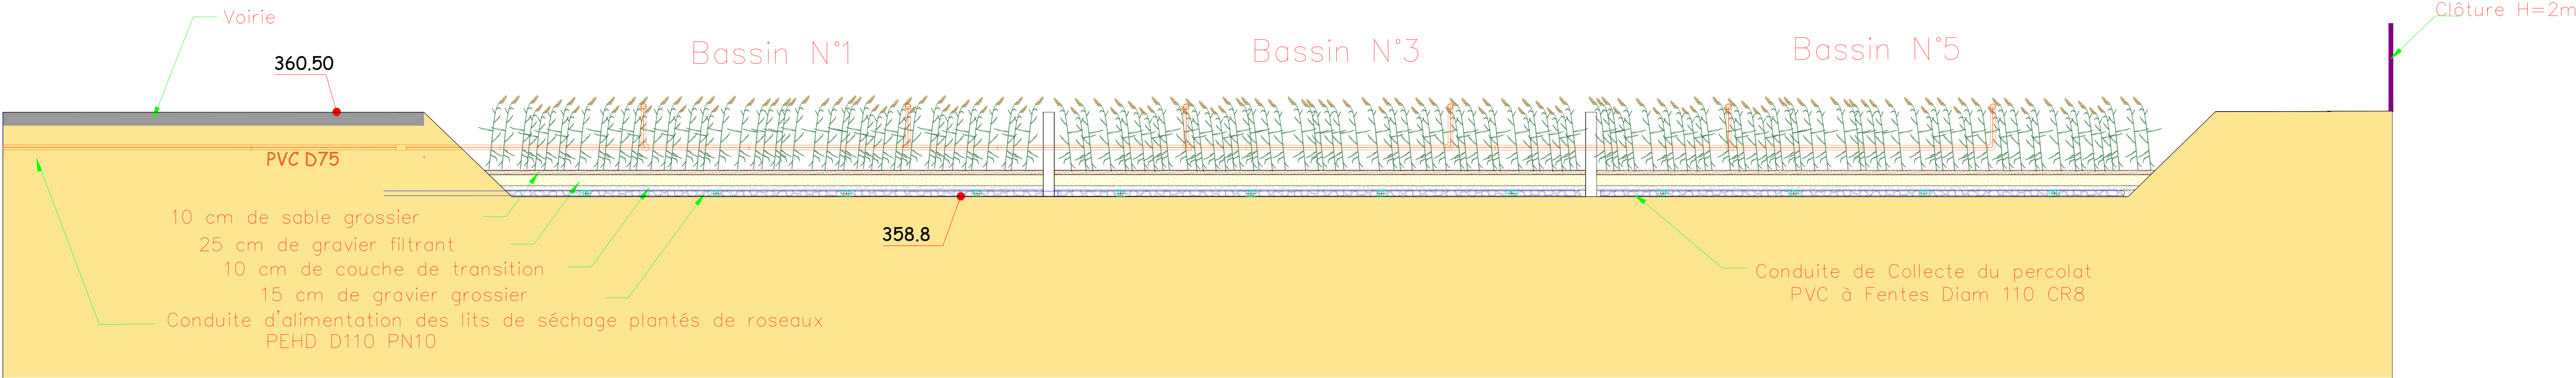 Voirie
Clôture H=2m
360.50
Bassin N°1
Bassin N°3
Bassin N°5
PVC D75
10 cm de sable grossier
358.8
25 cm de gravier filtrant
10 cm de couche de transition
15 cm de gravier grossier
Conduite d'alimentation des lits de séchage plantés de roseaux
PEHD D110 PN10
Conduite de Collecte du percolat
PVC à Fentes Diam 110 CR8